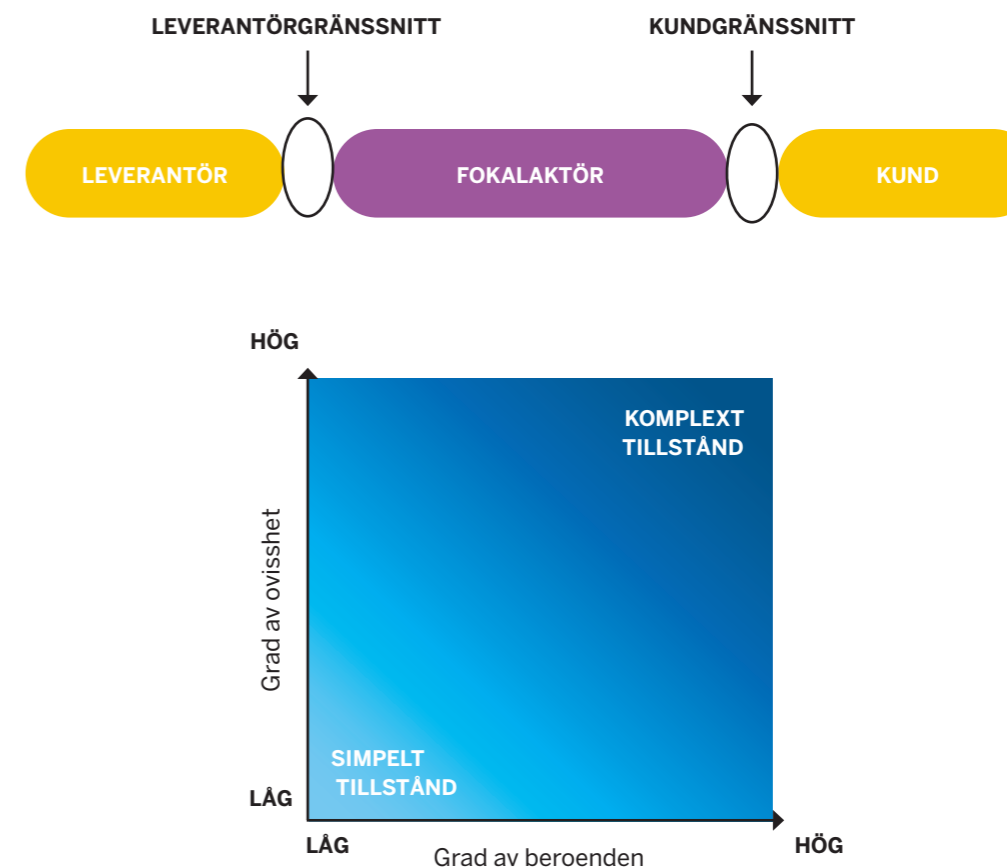 LEVERANTÖRGRÄNSSNITT
KUNDGRÄNSSNITT
LEVERANTÖR
FOKALAKTÖR
KUND
HÖG
KOMPLEXT
TILLSTÅND
Grad av ovisshet
SIMPELT
TILLSTÅND
LÅG
LÅG
HÖG
Grad av beroenden